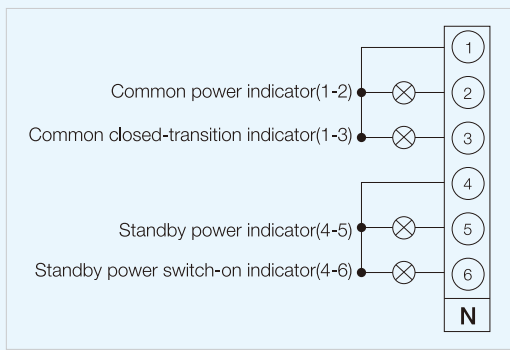 1
Common power indicator(1-2) 2
Common closed-transition indicator(1-3) 3
4
Standby power indicator(4-5) 5
Standby power switch-on indicator(4-6) 6
N